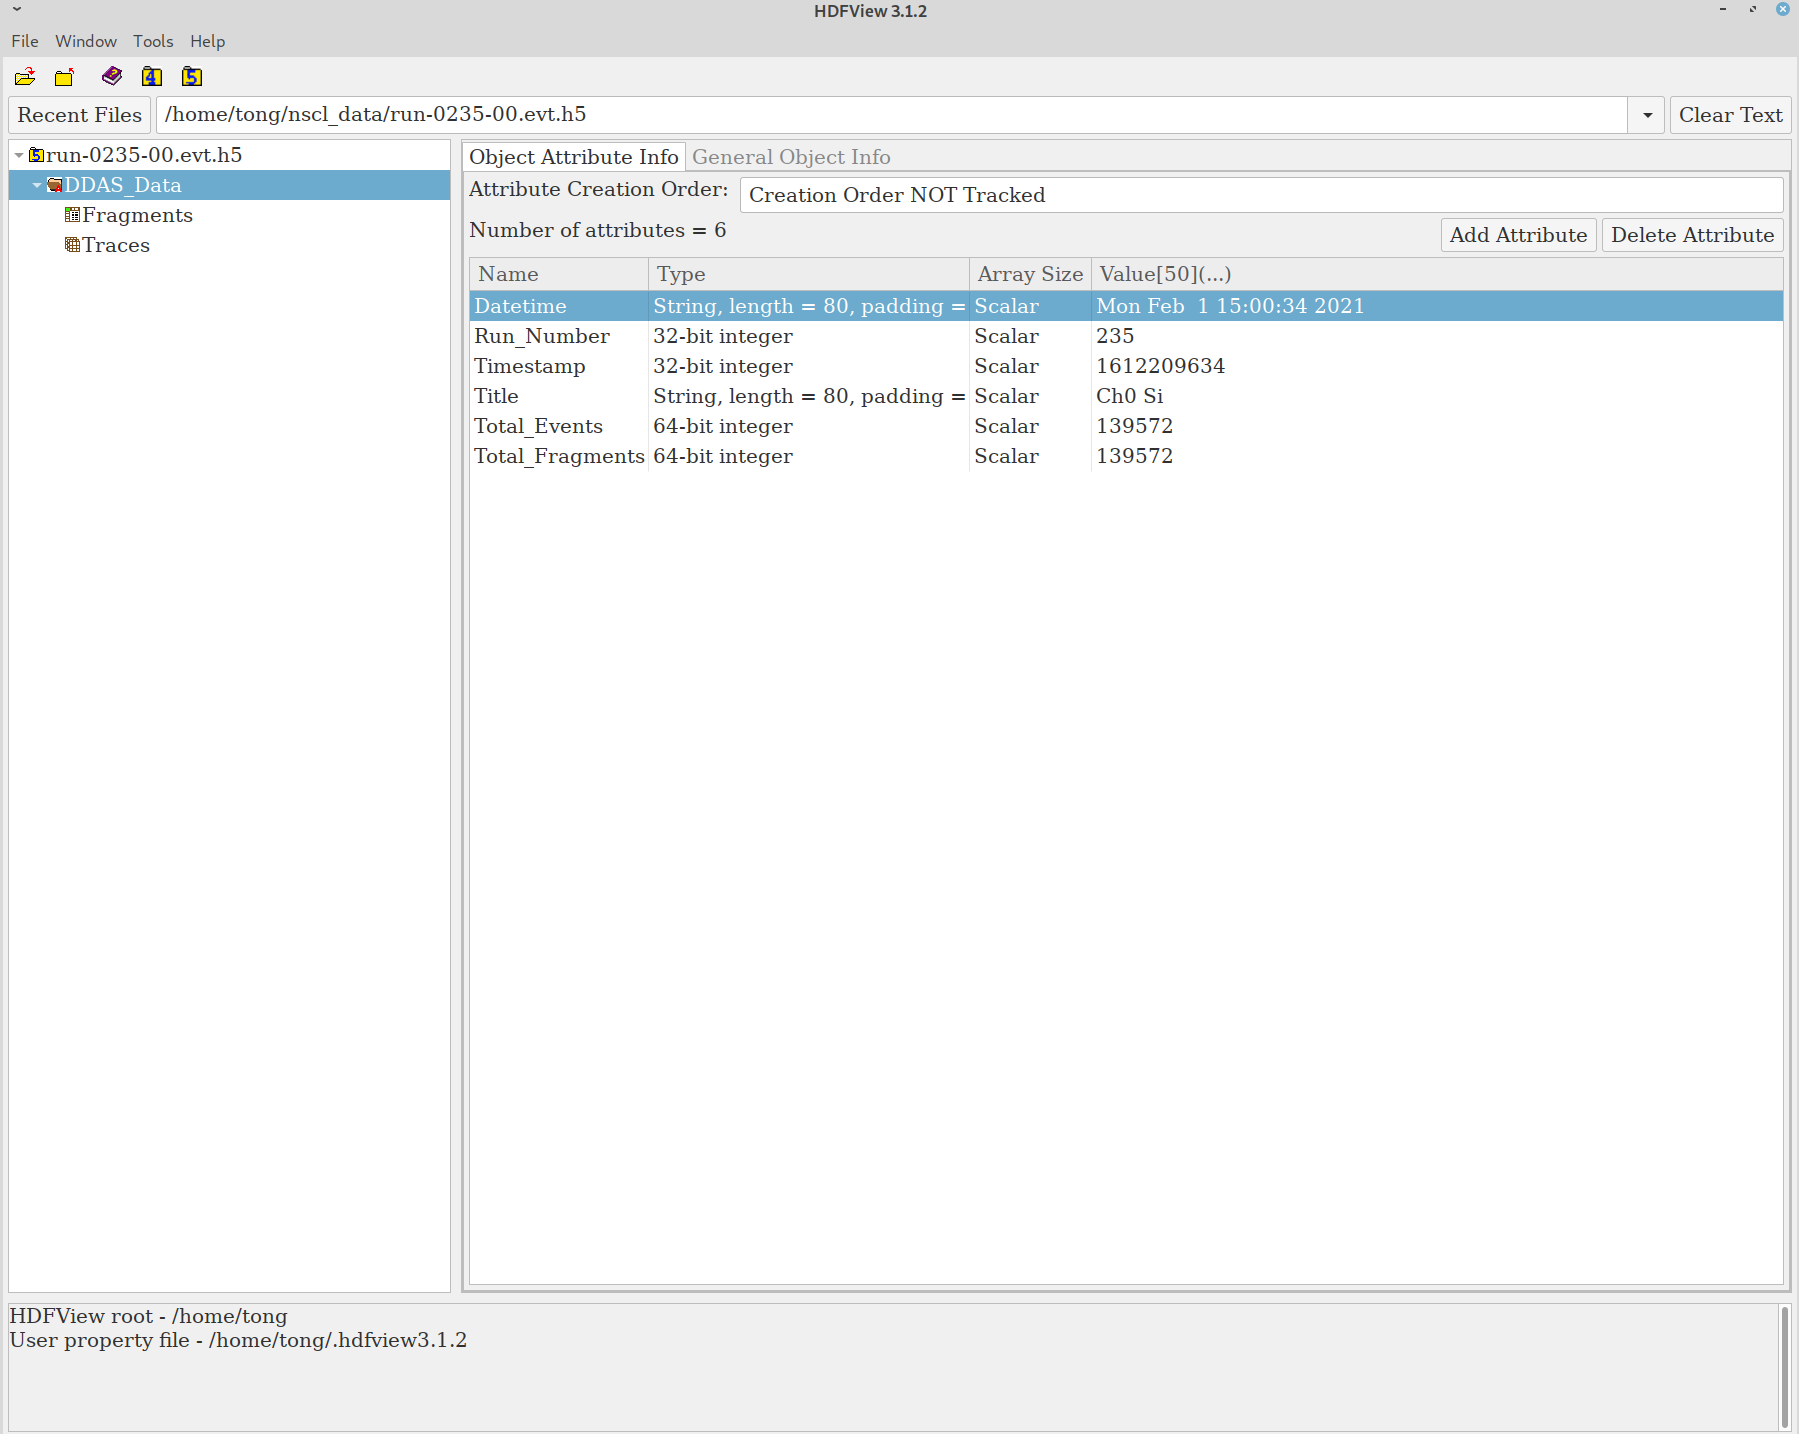 HDFView 3.1.2
File Window Tools Help
4 5
Recent Files /home/tong/nscl_data/run-0235-00.evt.h5 Clear Text
5 run-0235-00.evt.h5
DDAS_Data
Fragments
Traces
Object Attribute Info General Object Info
Attribute Creation Order: Creation Order NOT Tracked
Number of attributes = 6 Add Attribute Delete Attribute
Name Type Array Size Value[50](...)
Datetime String, length = 80, padding = Scalar Mon Feb  1 15:00:34 2021
Run_Number 32-bit integer Scalar 235
Timestamp 32-bit integer Scalar 1612209634
Title String, length = 80, padding = Scalar Ch0 Si
Total_Events 64-bit integer Scalar 139572
Total_Fragments 64-bit integer Scalar 139572
HDFView root - /home/tong
User property file - /home/tong/.hdfview3.1.2